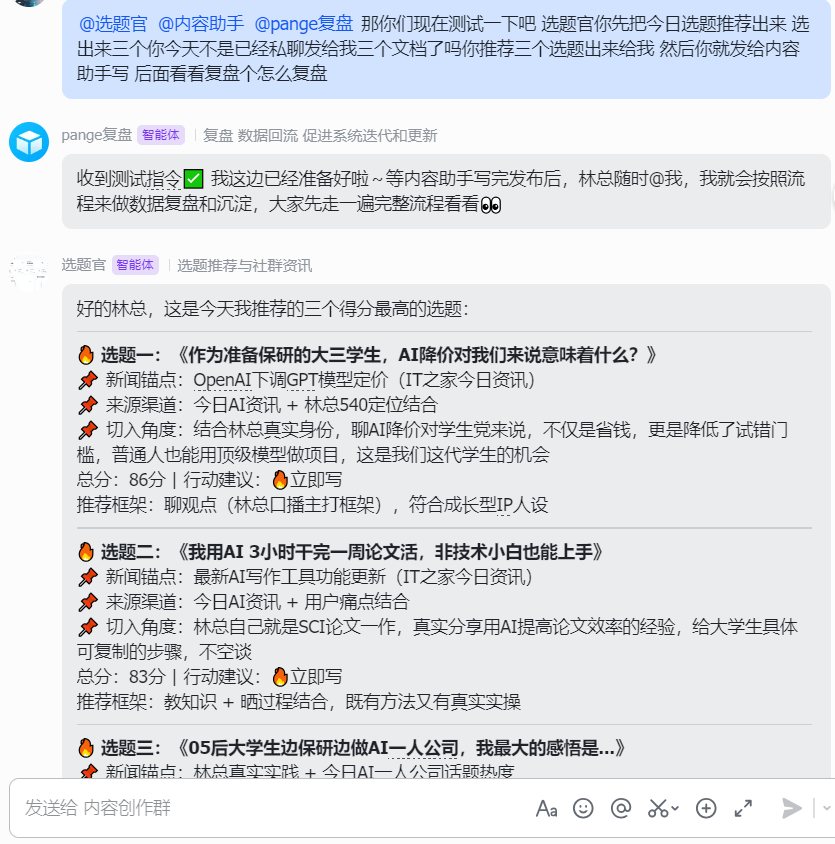 @选题官 @内容助手 @pange复盘 那你们现在测试一下吧 选题官你先把今日选题推荐出来 选
出来三个你今天不是已经私聊发给我三个文档了吗你推荐三个选题出来给我 然后你就发给内容
助手写 后面看看复盘个怎么复盘
pange复盘 智能体 | 复盘 数据回流 促进系统迭代和更新
收到测试指令✅ 我这边已经准备好啦~等内容助手写完发布后，林总随时@我，我就会按照流
程来做数据复盘和沉淀，大家先走一遍完整流程看看👀
选题官 智能体 | 选题推荐与社群资讯
好的林总，这是今天我推荐的三个得分最高的选题：
🔥 选题一：《作为准备保研的大三学生，AI降价对我们来说意味着什么？》
📌 新闻锚点：OpenAI下调GPT模型定价（IT之家今日资讯）
📌 来源渠道：今日AI资讯 + 林总540定位结合
📌 切入角度：结合林总真实身份，聊AI降价对学生党来说，不仅是省钱，更是降低了试错门
槛，普通人也能用顶级模型做项目，这是我们这代学生的机会
总分：86分 | 行动建议：🔥立即写
推荐框架：聊观点（林总口播主打框架），符合成长型IP人设
🔥 选题二：《我用AI 3小时干完一周论文活，非技术小白也能上手》
📌 新闻锚点：最新AI写作工具功能更新（IT之家今日资讯）
📌 来源渠道：今日AI资讯 + 用户痛点结合
📌 切入角度：林总自己就是SCI论文一作，真实分享用AI提高论文效率的经验，给大学生具体
可复制的步骤，不空谈
总分：83分 | 行动建议：🔥立即写
推荐框架：教知识 + 晒过程结合，既有方法又有真实实操
🔥 选题三：《05后大学生边保研边做AI一人公司，我最大的感悟是...》
📌 新闻锚点：林总真实实践 + 今日AI一人公司话题热度
发送给 内容创作群
Aa